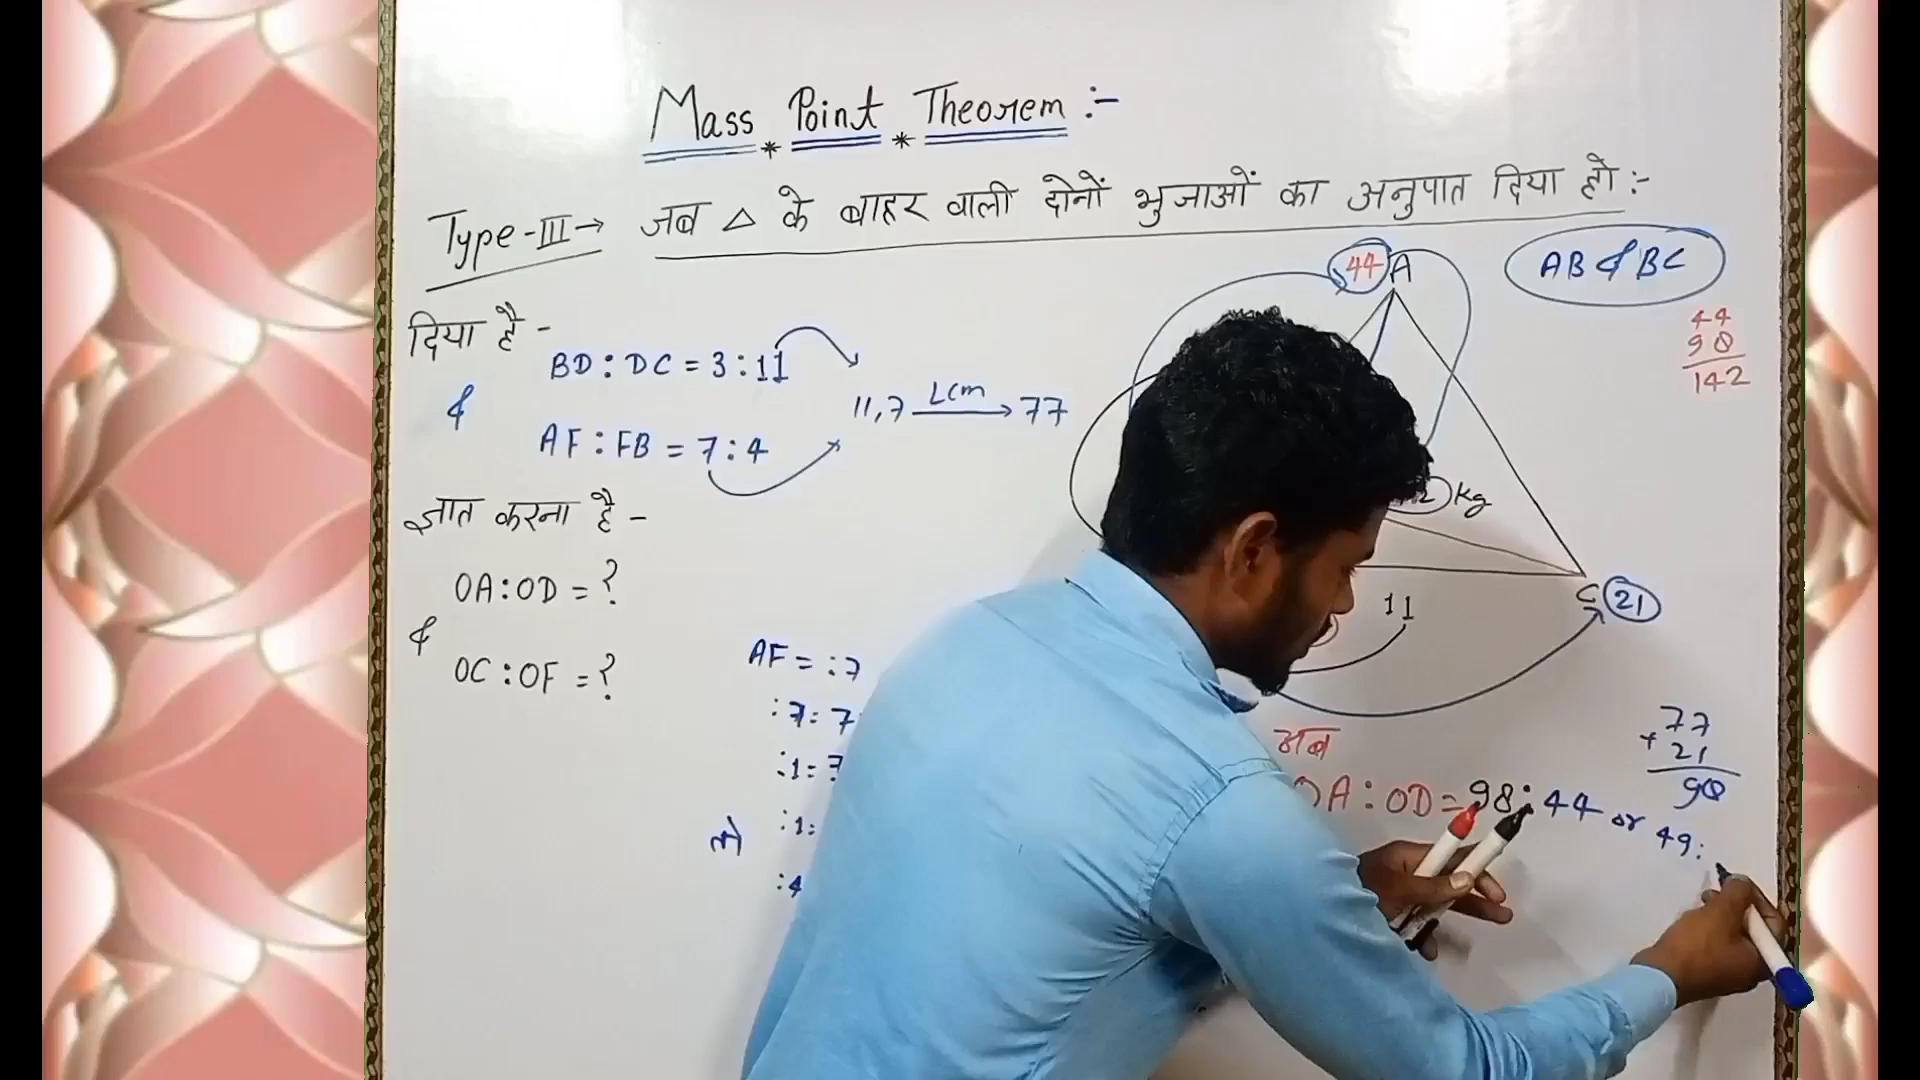 Mass * Point * Theorem :-
Type-III → जब △ के बाहर वाली दोनों भुजाओं का अनुपात दिया हो :-
दिया है -
BD : DC = 3 : 11
&
AF : FB = 7 : 4
11,7 Lcm → 77
ज्ञात करना है -
OA : OD = ?
&
OC : OF = ?
AB & BC
44
98
142
44 A
Kg
C 21
11
AF = :7
:7 = 7
:1 = 7
तो :1 =
:4
77
+ 21
98
अब
OA : OD = 98 : 44 or 49 :